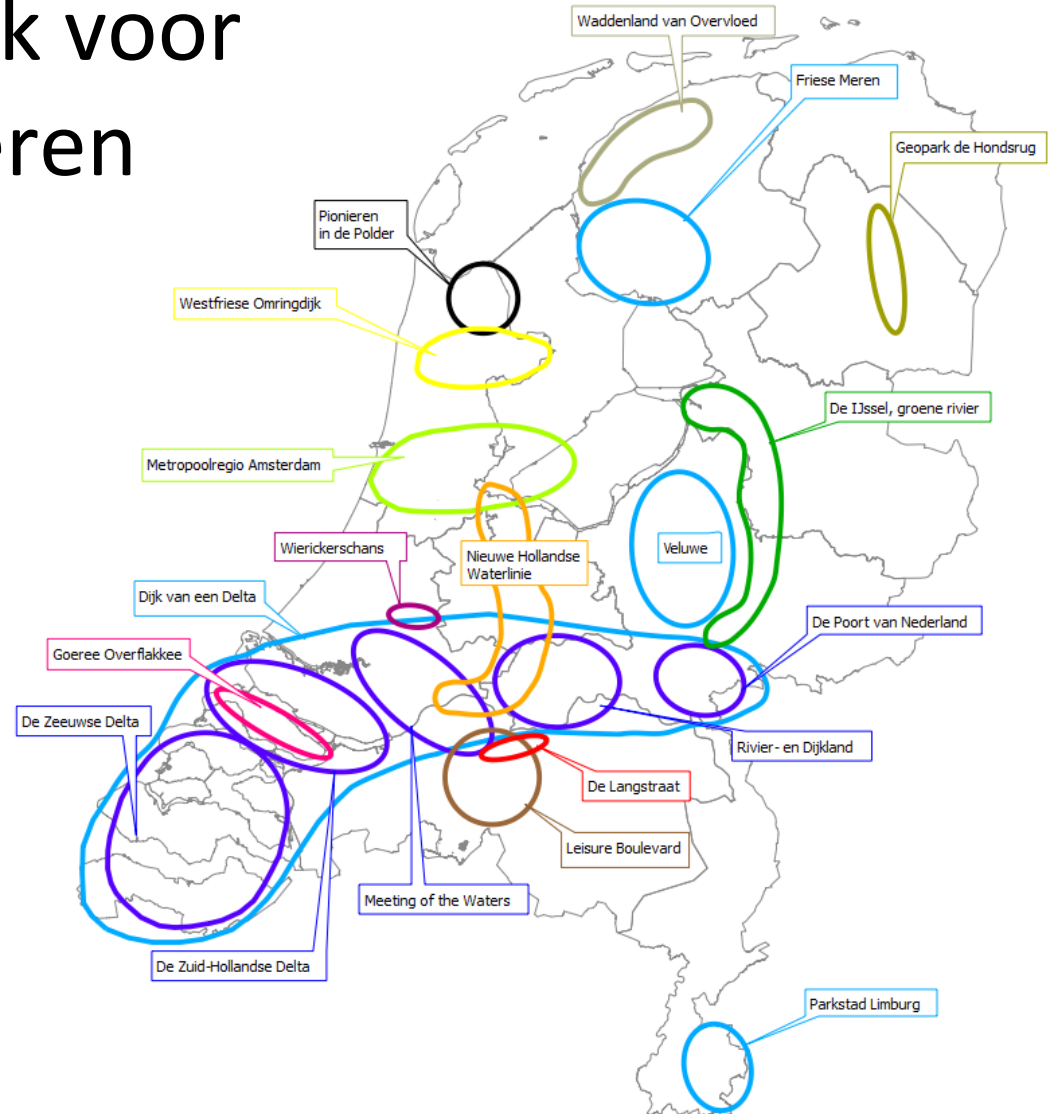 k voor
eren
Waddenland van Overvloed
Friese Meren
Geopark de Hondsrug
Pionieren
in de Polder
Westfriese Omringdijk
De IJssel, groene rivier
Metropoolregio Amsterdam
Wierickerschans
Nieuwe Hollandse
Waterlinie
Veluwe
Dijk van een Delta
De Poort van Nederland
Goeree Overflakkee
De Zeeuwse Delta
Rivier- en Dijkland
De Langstraat
Leisure Boulevard
Meeting of the Waters
De Zuid-Hollandse Delta
Parkstad Limburg